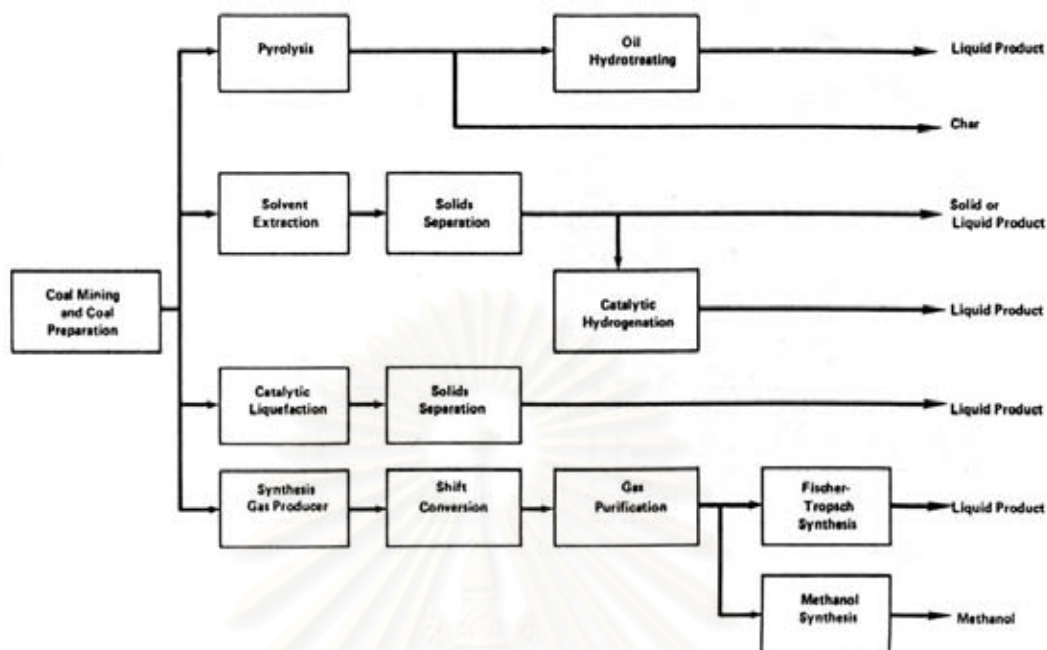 Pyrolysis
Oil
Hydrotreating
Liquid Product
Char
Solvent
Extraction
Solids
Separation
Solid or
Liquid Product
Coal Mining
and Coal
Preparation
Catalytic
Hydrogenation
Liquid Product
Catalytic
Liquefaction
Solids
Separation
Liquid Product
Synthesis
Gas Producer
Shift
Conversion
Gas
Purification
Fischer-
Tropsch
Synthesis
Liquid Product
Methanol
Synthesis
Methanol